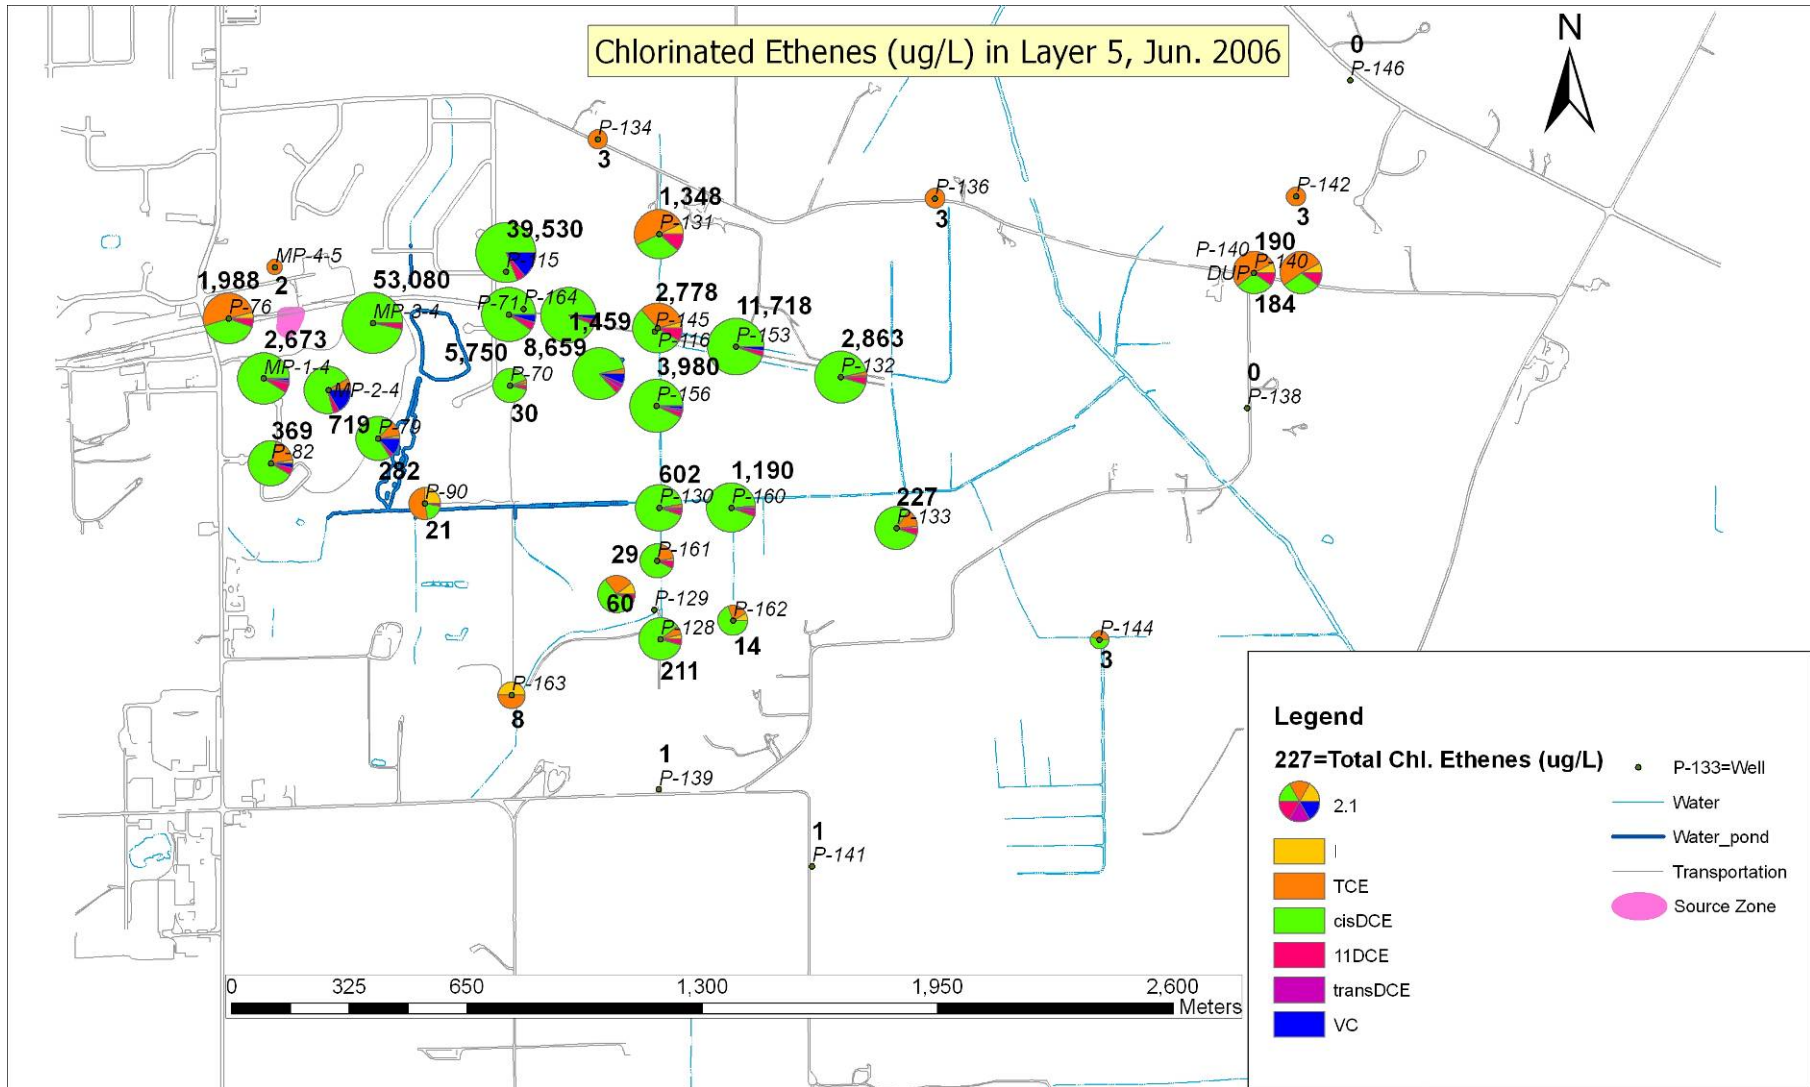 Chlorinated Ethenes (ug/L) in Layer 5, Jun. 2006
N
0
P-146
P-134
3
P-136
3
P-142
3
1,348
P-131
39,530
P-115
MP-4-5
2
1,988
P-76
53,080
MP-3-4
P-71
P-164
2,778
P-145
P-116
11,718
P-153
2,863
P-132
P-140
DUP
190
P-140
184
2,673
MP-1-4
MP-2-4
5,750
8,659
1,459
P-70
30
3,980
P-156
0
P-138
719
P-79
282
369
P-82
P-90
21
602
P-130
1,190
P-160
227
P-133
29
P-161
60
P-129
P-128
211
P-162
14
P-144
3
P-163
8
1
P-139
1
P-141
Legend
227=Total Chl. Ethenes (ug/L)
2.1
TCE
cisDCE
11DCE
transDCE
VC
P-133=Well
Water
Water_pond
Transportation
Source Zone
0 325 650 1,300 1,950 2,600
Meters